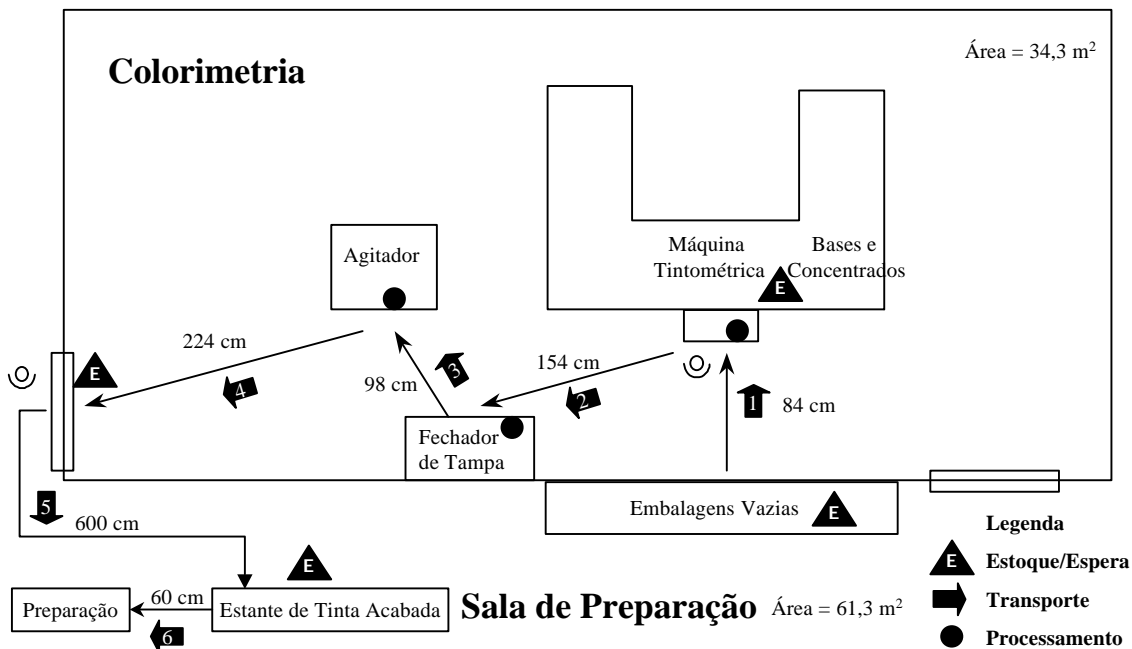 Colorimetria
Área = 34,3 m²
Agitador
Máquina
Tintométrica
Bases e
Concentrados
E
224 cm
E
4
98 cm
3
154 cm
2
1
84 cm
Fechador
de Tampa
Embalagens Vazias
E
5
600 cm
E
Preparação
60 cm
6
Estante de Tinta Acabada
Sala de Preparação
Área = 61,3 m²
Legenda
E Estoque/Espera
Transporte
Processamento